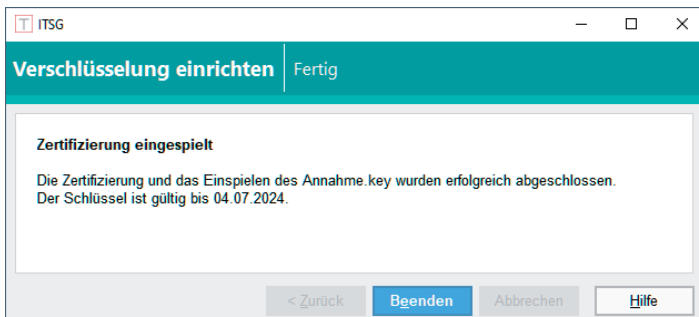 T ITSG
Verschlüsselung einrichten Fertig
Zertifizierung eingespielt
Die Zertifizierung und das Einspielen des Annahme.key wurden erfolgreich abgeschlossen.
Der Schlüssel ist gültig bis 04.07.2024.
< Zurück Beenden Abbrechen Hilfe